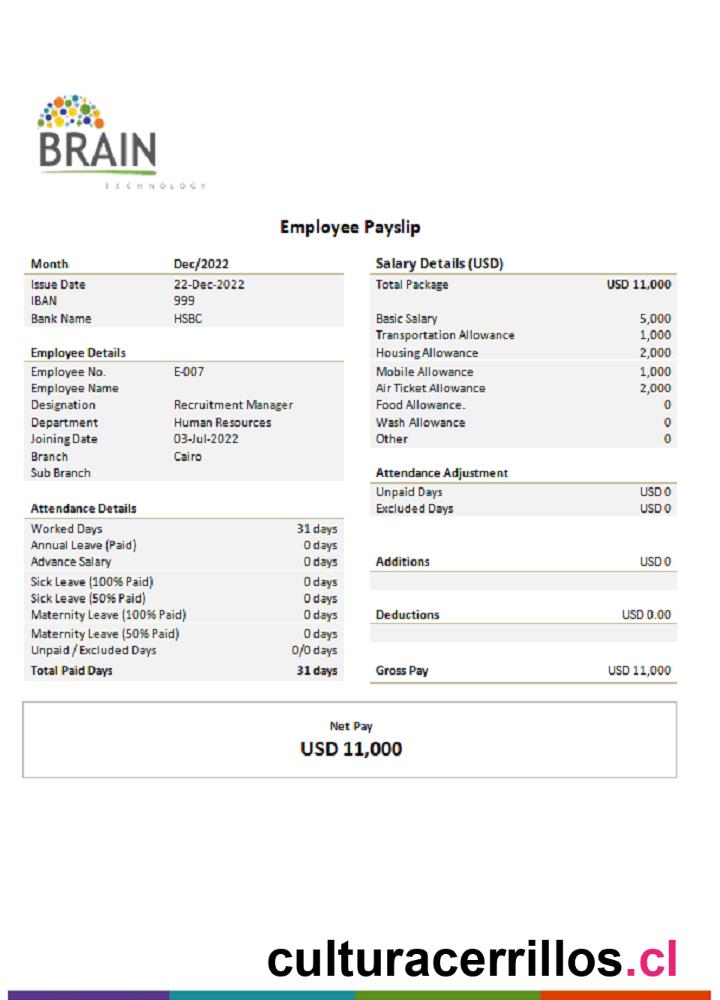 BRAIN
TECHNOLOGY
Employee Payslip
Month Dec/2022
Issue Date 22-Dec-2022
IBAN 999
Bank Name HSBC
Employee Details
Employee No. E-007
Employee Name
Designation Recruitment Manager
Department Human Resources
Joining Date 03-Jul-2022
Branch Cairo
Sub Branch
Attendance Details
Worked Days 31 days
Annual Leave (Paid) 0 days
Advance Salary 0 days
Sick Leave (100% Paid) 0 days
Sick Leave (50% Paid) 0 days
Maternity Leave (100% Paid) 0 days
Maternity Leave (50% Paid) 0 days
Unpaid / Excluded Days 0/0 days
Total Paid Days 31 days
Salary Details (USD)
Total Package USD 11,000
Basic Salary 5,000
Transportation Allowance 1,000
Housing Allowance 2,000
Mobile Allowance 1,000
Air Ticket Allowance 2,000
Food Allowance. 0
Wash Allowance 0
Other 0
Attendance Adjustment
Unpaid Days USD 0
Excluded Days USD 0
Additions USD 0
Deductions USD 0.00
Gross Pay USD 11,000
Net Pay
USD 11,000
culturacerrillos.cl